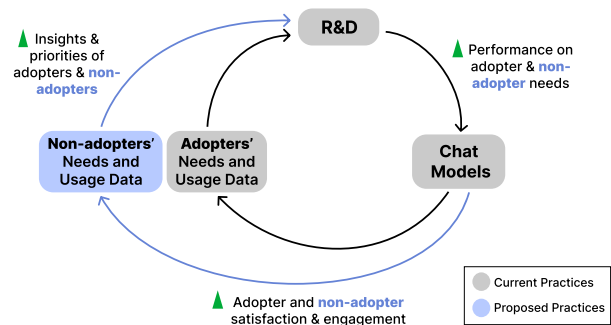 R&D
Insights &
priorities of
adopters & non-
adopters
Performance on
adopter & non-
adopter needs
Non-adopters'
Needs and
Usage Data
Adopters'
Needs and
Usage Data
Chat
Models
Adopter and non-adopter
satisfaction & engagement
Current Practices
Proposed Practices